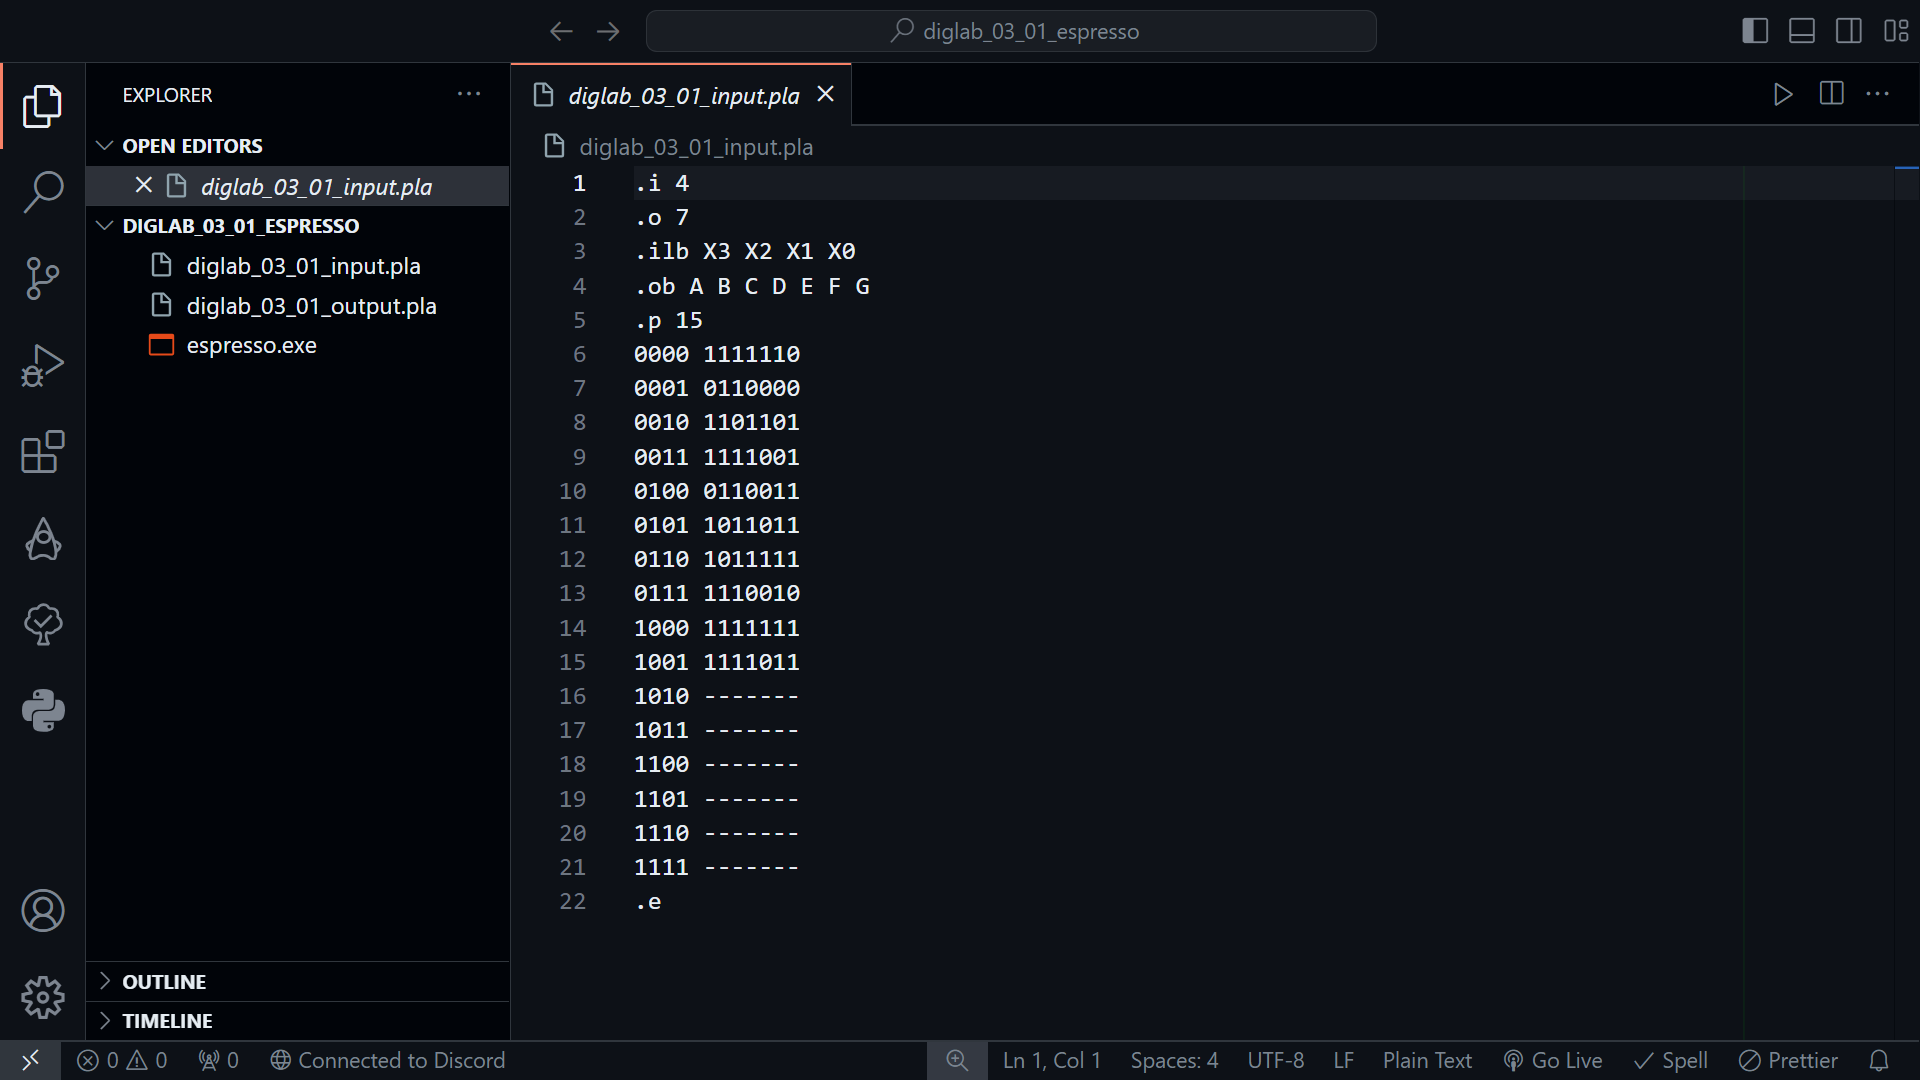 diglab_03_01_espresso
EXPLORER
OPEN EDITORS
diglab_03_01_input.pla
DIGLAB_03_01_ESPRESSO
diglab_03_01_input.pla
diglab_03_01_output.pla
espresso.exe
OUTLINE
TIMELINE
diglab_03_01_input.pla
diglab_03_01_input.pla
1 .i 4
2 .o 7
3 .ilb X3 X2 X1 X0
4 .ob A B C D E F G
5 .p 15
6 0000 1111110
7 0001 0110000
8 0010 1101101
9 0011 1111001
10 0100 0110011
11 0101 1011011
12 0110 1011111
13 0111 1110010
14 1000 1111111
15 1001 1111011
16 1010 -------
17 1011 -------
18 1100 -------
19 1101 -------
20 1110 -------
21 1111 -------
22 .e
0 0 0 Connected to Discord Ln 1, Col 1 Spaces: 4 UTF-8 LF Plain Text Go Live Spell Prettier